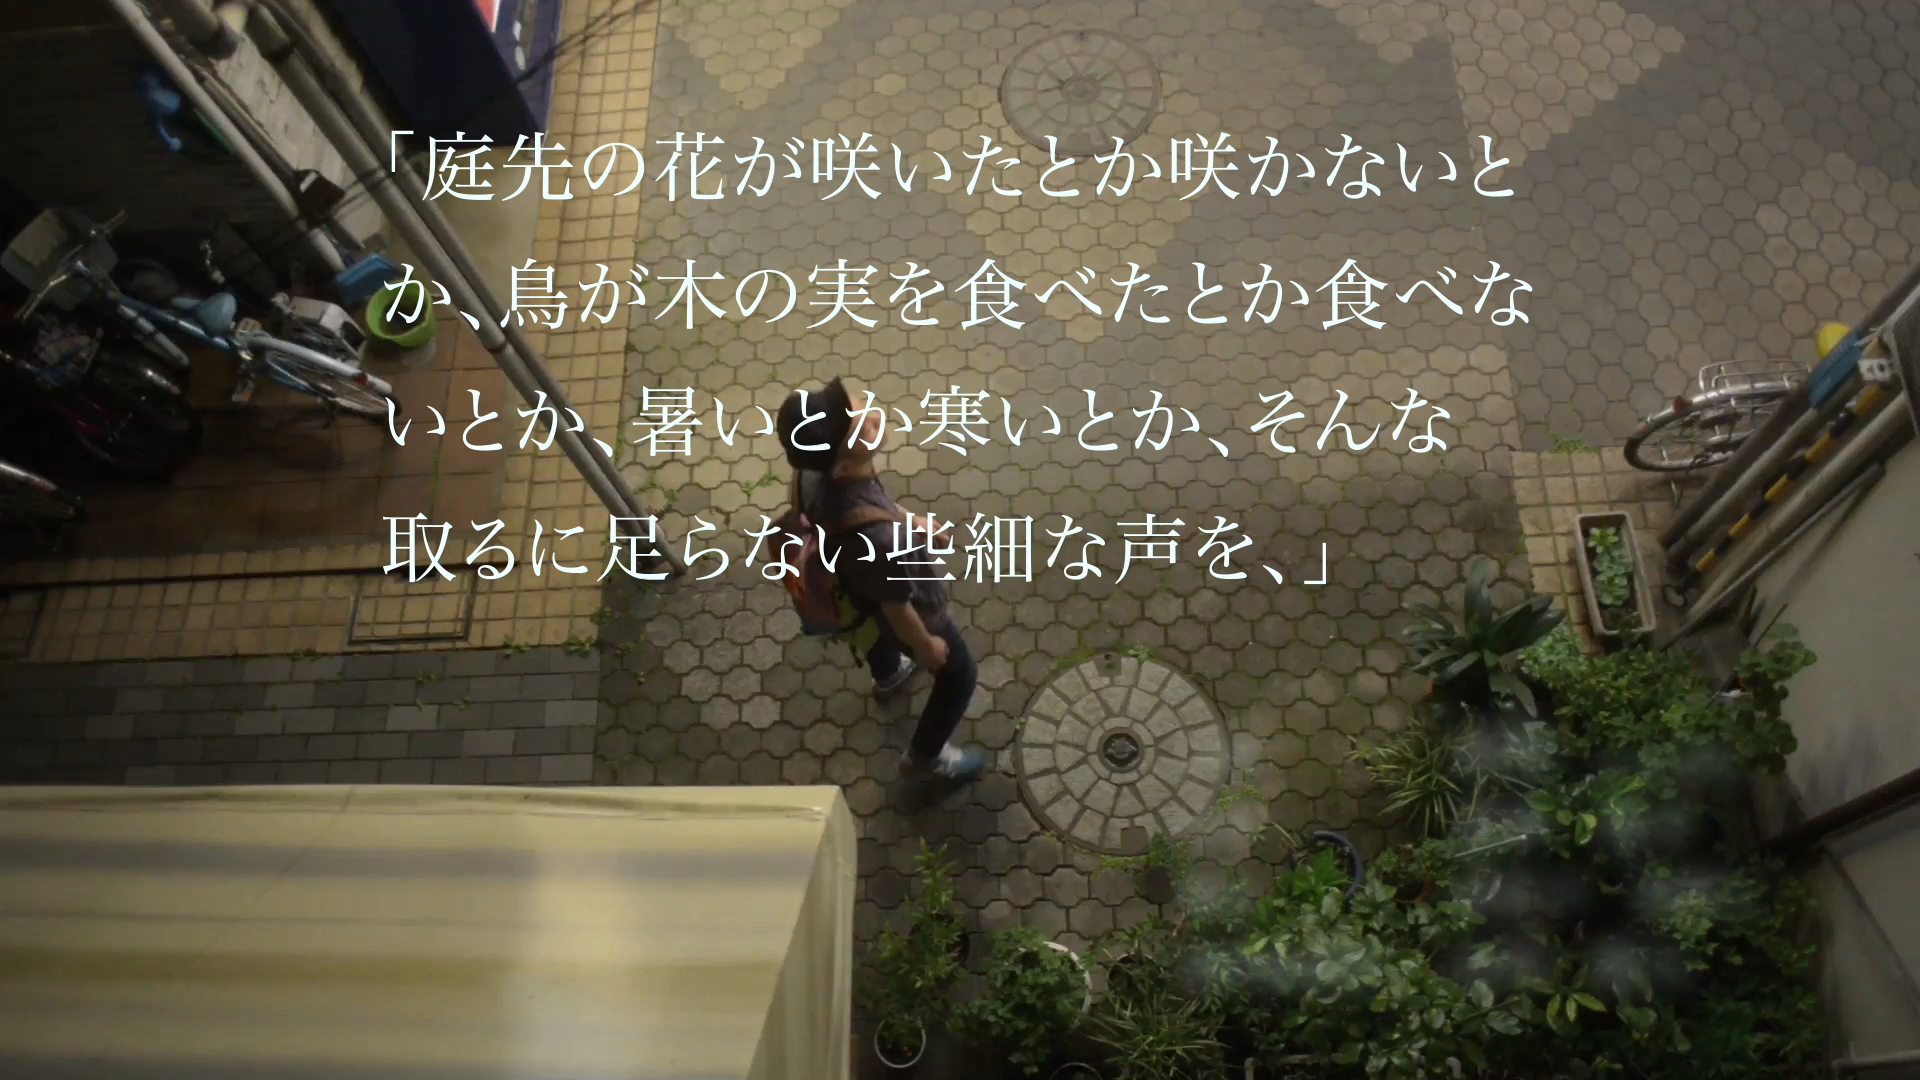 「庭先の花が咲いたとか咲かないと
か、鳥が木の実を食べたとか食べな
いとか、暑いとか寒いとか、そんな
取るに足らない些細な声を、」